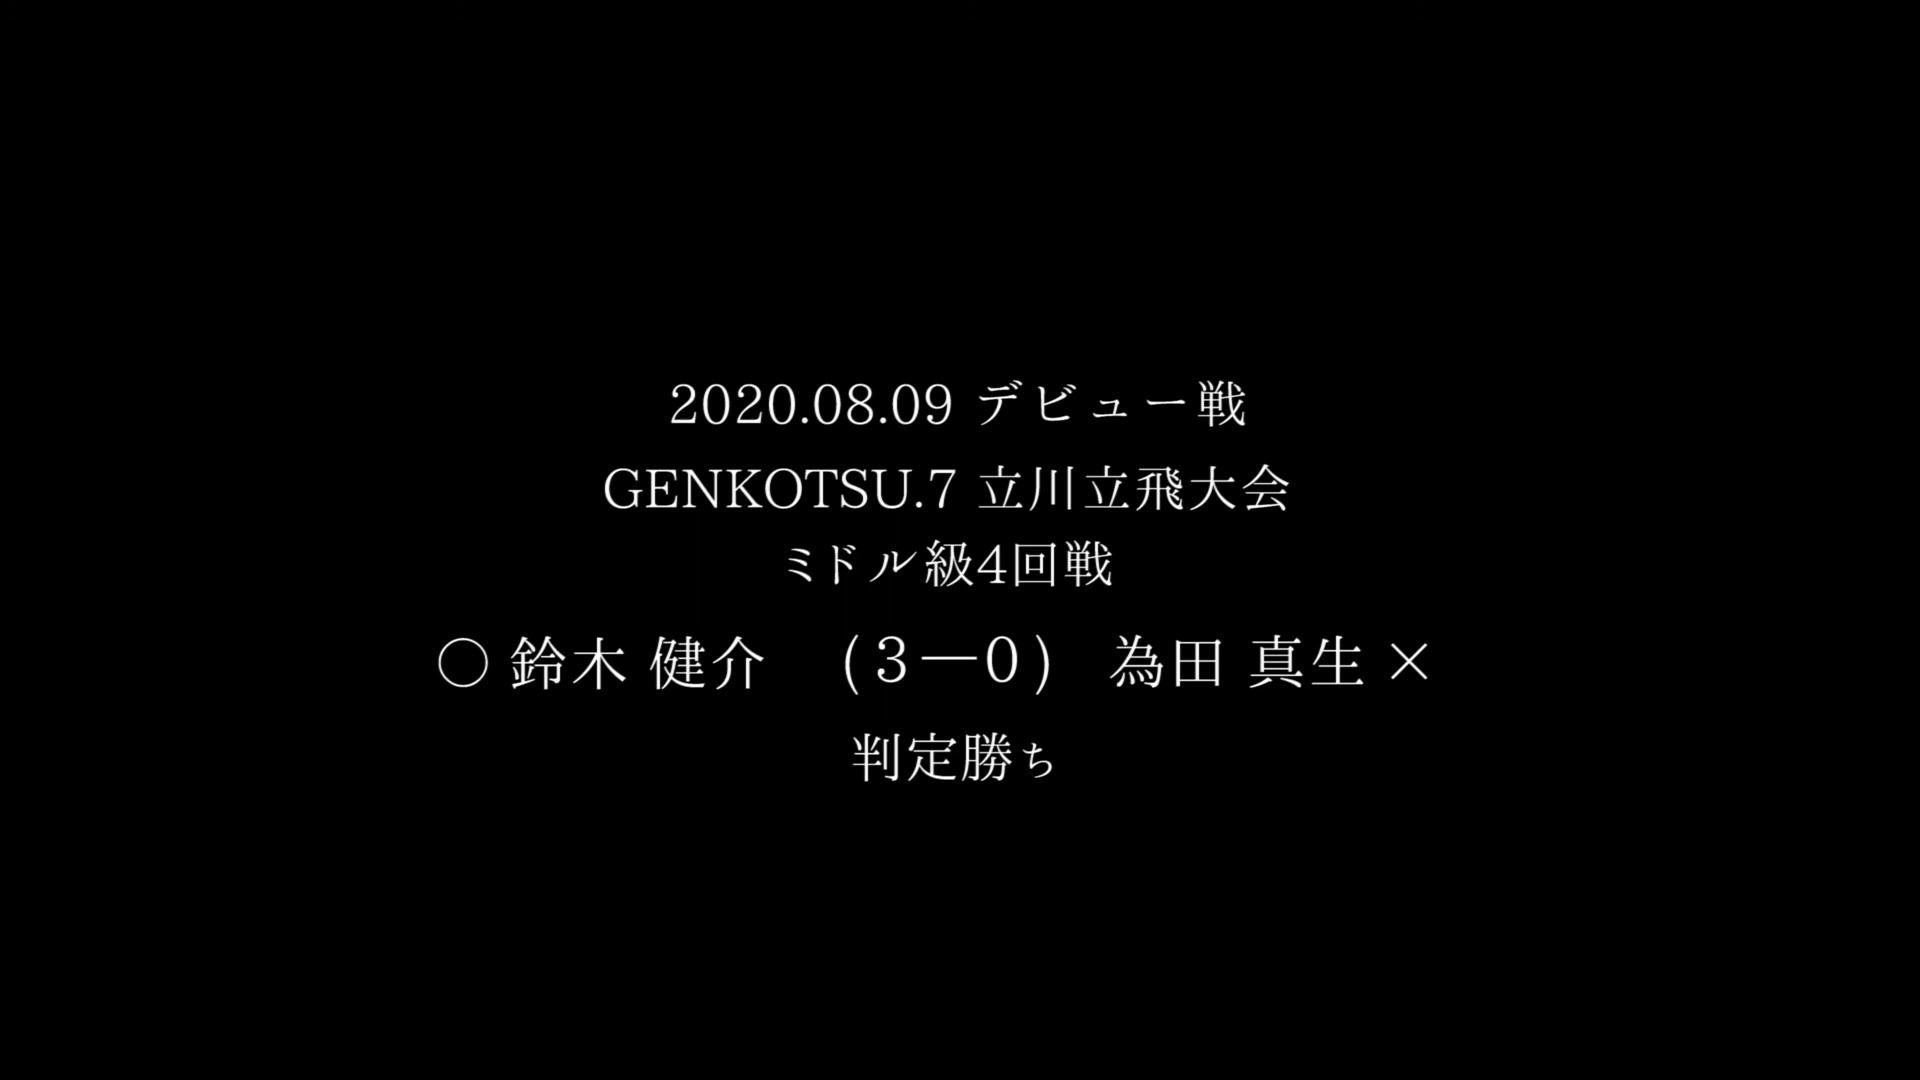 2020.08.09 デビュー戦
GENKOTSU.7 立川立飛大会
ミドル級4回戦
○ 鈴木 健介 (3―0) 為田 真生 ×
判定勝ち